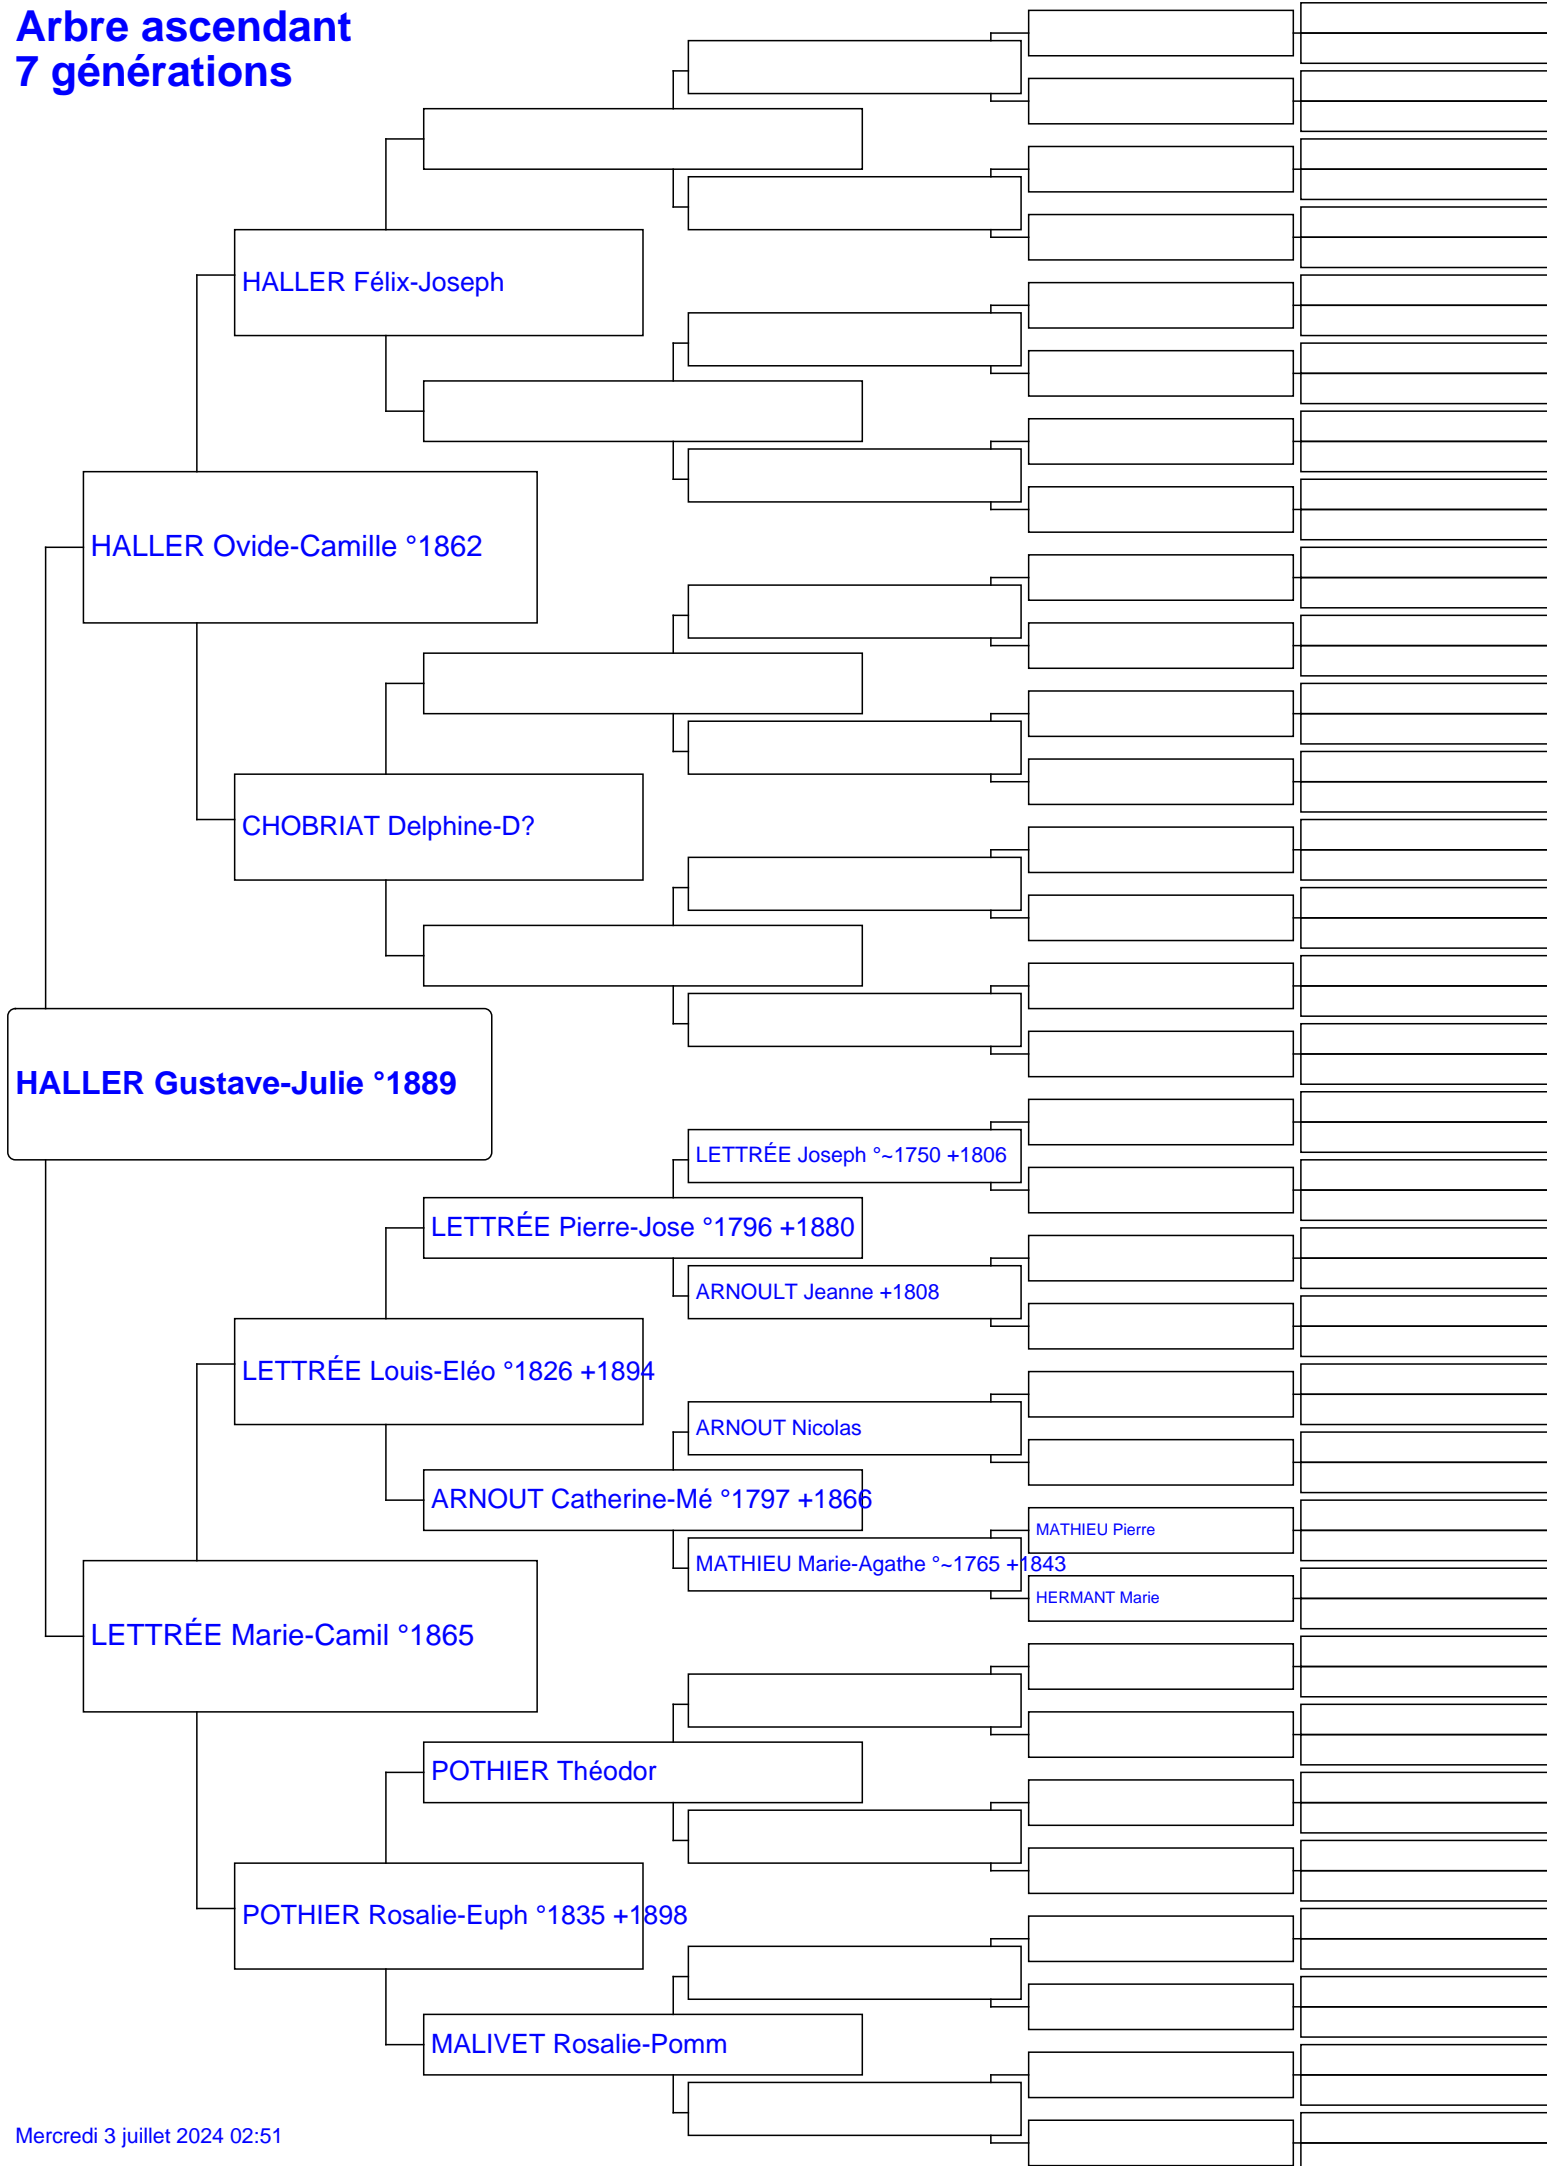 Arbre ascendant
7 générations
HALLER Félix-Joseph
HALLER Ovide-Camille °1862
CHOBRIAT Delphine-D?
HALLER Gustave-Julie °1889
LETTRÉE Joseph °~1750 +1806
LETTRÉE Pierre-Jose °1796 +1880
ARNOULT Jeanne +1808
LETTRÉE Louis-Eléo °1826 +1894
ARNOUT Nicolas
ARNOUT Catherine-Mé °1797 +1866
MATHIEU Pierre
MATHIEU Marie-Agathe °~1765 +1843
HERMANT Marie
LETTRÉE Marie-Camil °1865
POTHIER Théodor
POTHIER Rosalie-Euph °1835 +1898
MALIVET Rosalie-Pomm
Mercredi 3 juillet 2024 02:51